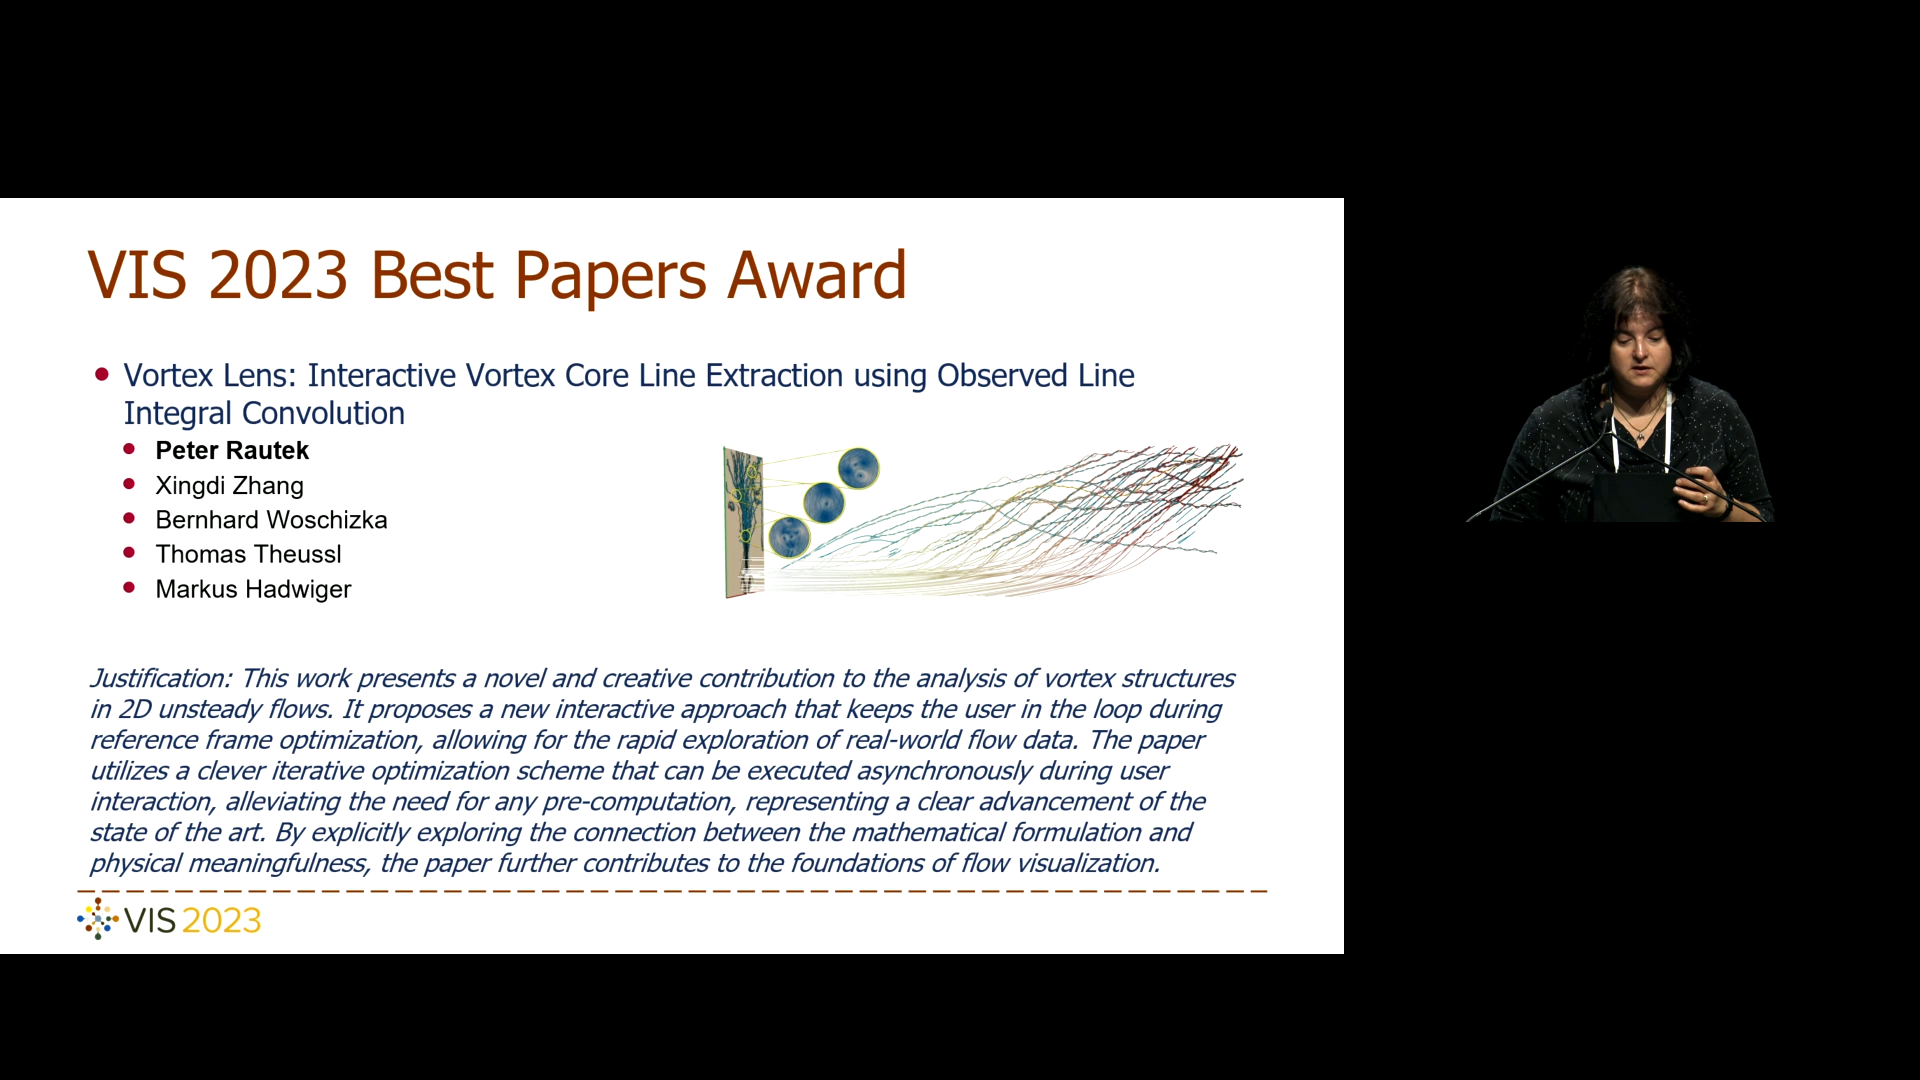 VIS 2023 Best Papers Award
Vortex Lens: Interactive Vortex Core Line Extraction using Observed Line
Integral Convolution
Peter Rautek
Xingdi Zhang
Bernhard Woschizka
Thomas Theussl
Markus Hadwiger
Justification: This work presents a novel and creative contribution to the analysis of vortex structures
in 2D unsteady flows. It proposes a new interactive approach that keeps the user in the loop during
reference frame optimization, allowing for the rapid exploration of real-world flow data. The paper
utilizes a clever iterative optimization scheme that can be executed asynchronously during user
interaction, alleviating the need for any pre-computation, representing a clear advancement of the
state of the art. By explicitly exploring the connection between the mathematical formulation and
physical meaningfulness, the paper further contributes to the foundations of flow visualization.
VIS 2023